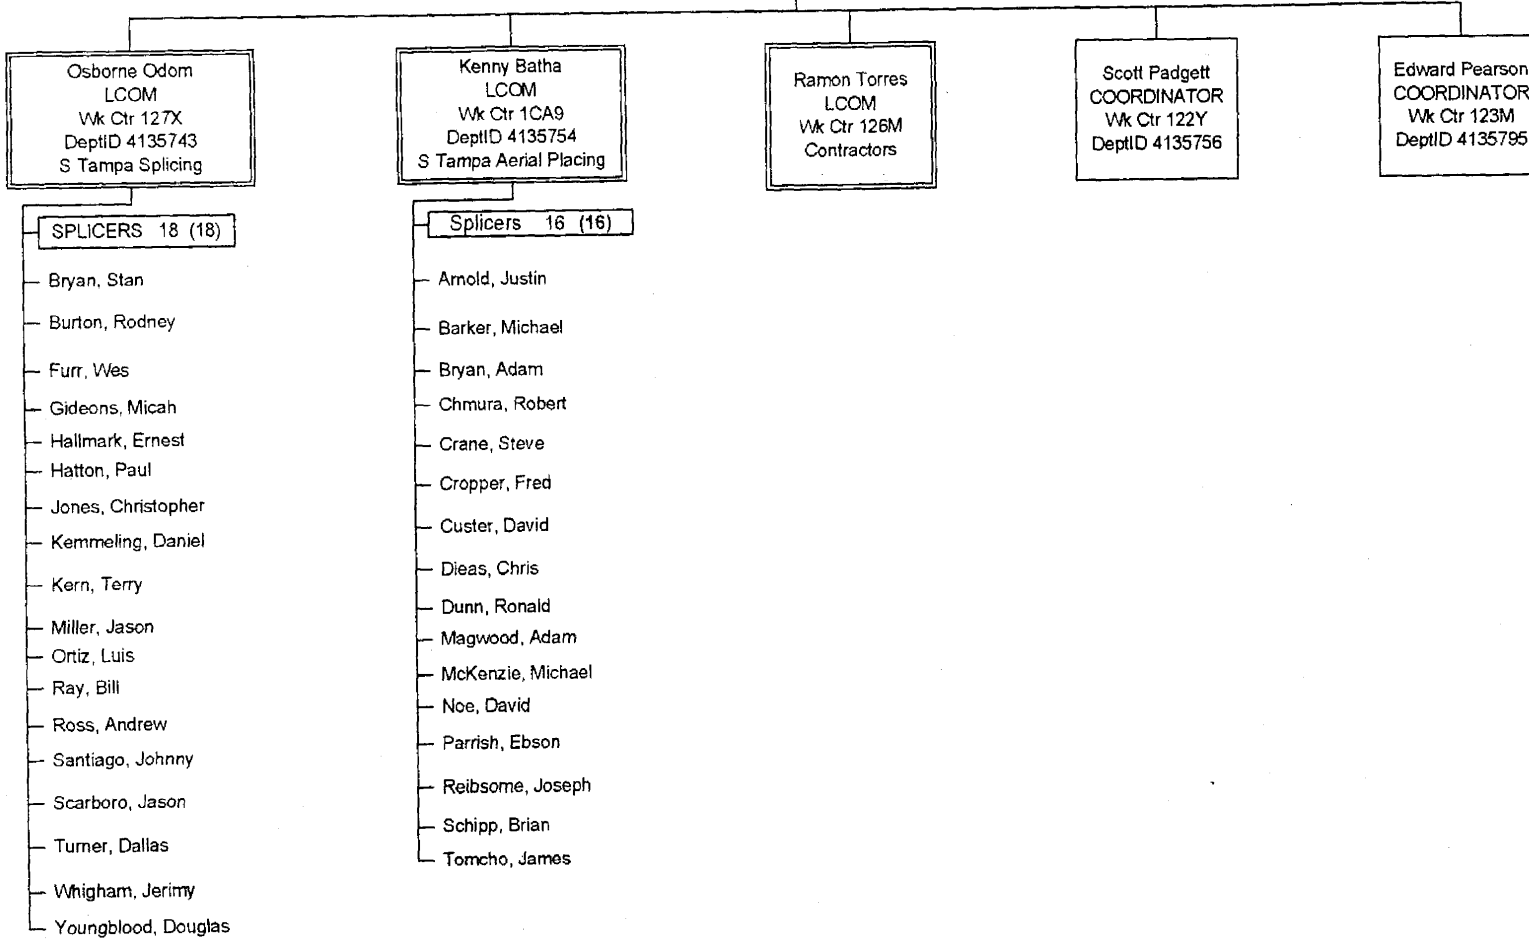 Osborne Odom
LCOM
Wk Ctr 127X
DeptID 4135743
S Tampa Splicing
Kenny Batha
LCOM
Wk Ctr 1CA9
DeptID 4135754
S Tampa Aerial Placing
Ramon Torres
LCOM
Wk Ctr 126M
Contractors
Scott Padgett
COORDINATOR
Wk Ctr 122Y
DeptID 4135756
Edward Pearson
COORDINATOR
Wk Ctr 123M
DeptID 4135795
SPLICERS 18 (18)
Bryan, Stan
Burton, Rodney
Furr, Wes
Gideons, Micah
Hallmark, Ernest
Hatton, Paul
Jones, Christopher
Kemmeling, Daniel
Kern, Terry
Miller, Jason
Ortiz, Luis
Ray, Bill
Ross, Andrew
Santiago, Johnny
Scarboro, Jason
Turner, Dallas
Whigham, Jerimy
Youngblood, Douglas
Splicers 16 (16)
Arnold, Justin
Barker, Michael
Bryan, Adam
Chmura, Robert
Crane, Steve
Cropper, Fred
Custer, David
Dieas, Chris
Dunn, Ronald
Magwood, Adam
McKenzie, Michael
Noe, David
Parrish, Ebson
Reibsome, Joseph
Schipp, Brian
Tomcho, James